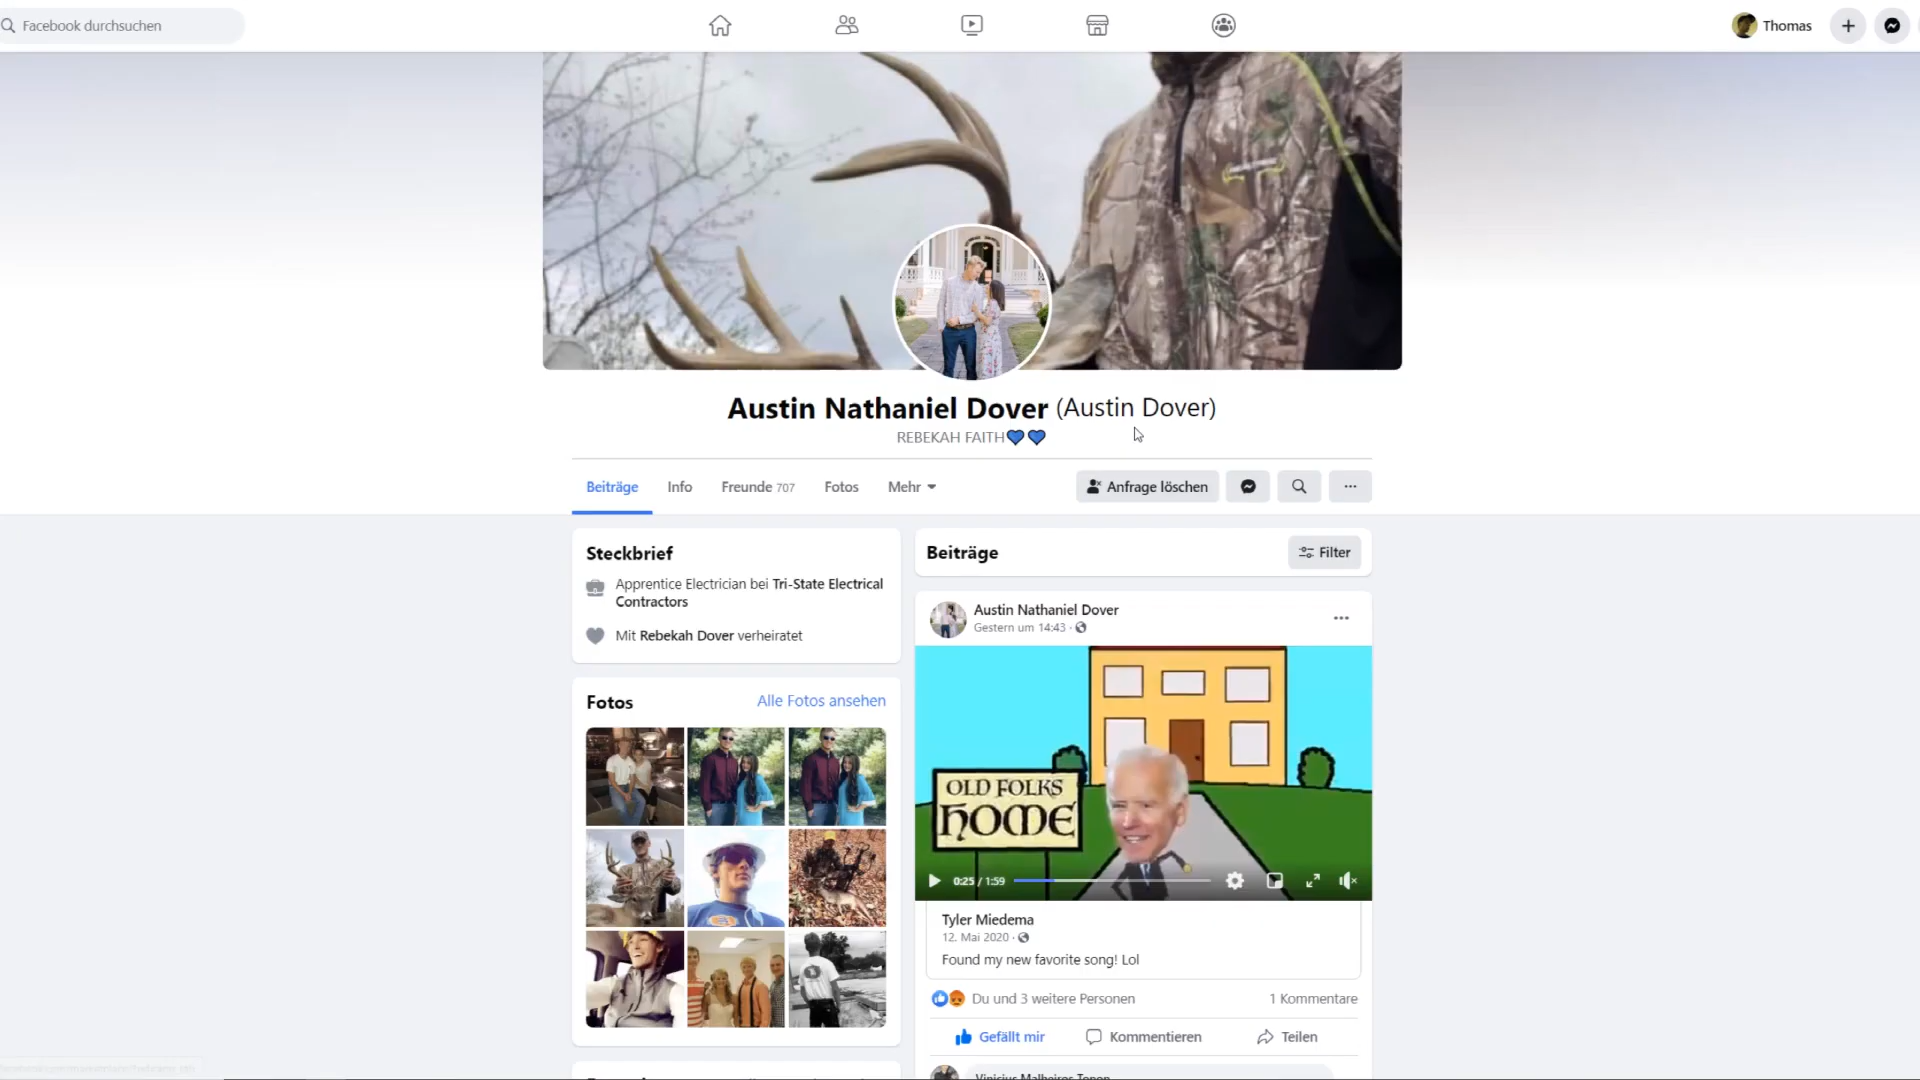 Facebook durchsuchen
Thomas
Austin Nathaniel Dover (Austin Dover)
REBEKAH FAITH💙💙
Beiträge
Info
Freunde 707
Fotos
Mehr
Anfrage löschen
Steckbrief
Apprentice Electrician bei Tri-State Electrical
Contractors
Mit Rebekah Dover verheiratet
Fotos
Alle Fotos ansehen
Beiträge
Filter
Austin Nathaniel Dover
Gestern um 14:43 ·
OLD FOLKS
HOME
0:25 / 1:59
Tyler Miedema
12. Mai 2020 ·
Found my new favorite song! Lol
Du und 3 weitere Personen
1 Kommentare
Gefällt mir
Kommentieren
Teilen
Vinicius Malheiros